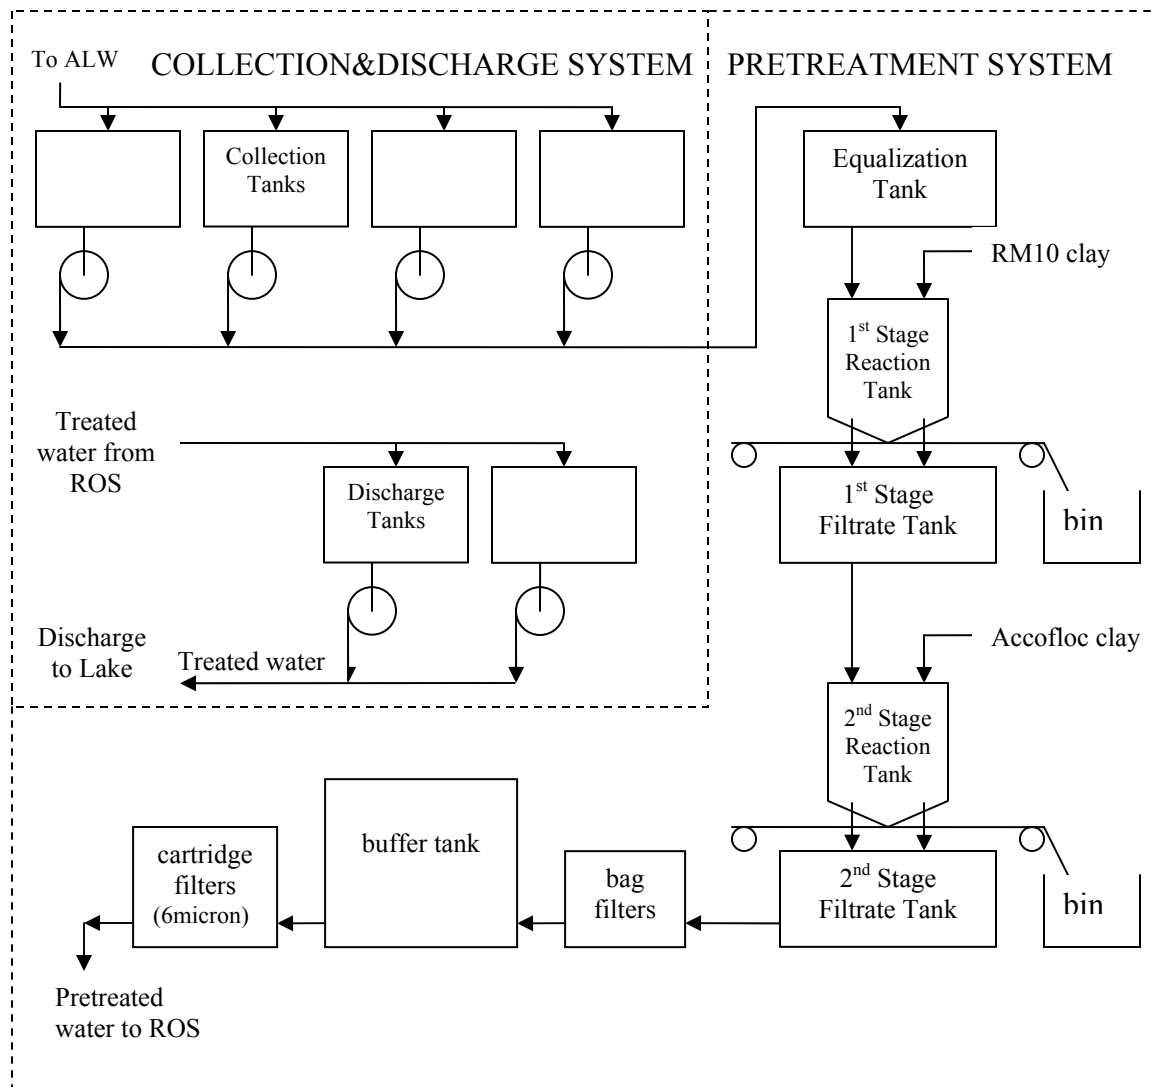 To ALW
COLLECTION&DISCHARGE SYSTEM
PRETREATMENT SYSTEM
Collection
Tanks
Equalization
Tank
RM10 clay
1st Stage
Reaction
Tank
Treated
water from
ROS
Discharge
Tanks
1st Stage
Filtrate Tank
bin
Discharge
to Lake
Treated water
Accofloc clay
2nd Stage
Reaction
Tank
buffer tank
cartridge
filters
(6micron)
bag
filters
2nd Stage
Filtrate Tank
bin
Pretreated
water to ROS